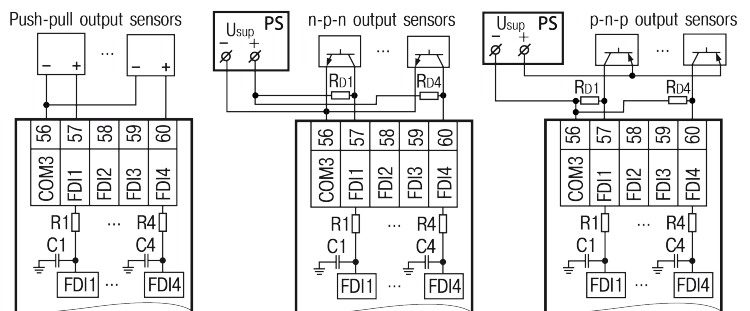 Push-pull output sensors
− + ··· − +
56 57 58 59 60
COM3 FDI1 FDI2 FDI3 FDI4
R1 ··· R4
C1 C4
FDI1 ··· FDI4
Usup PS
− +
n-p-n output sensors
···
RD1 RD4
56 57 58 59 60
COM3 FDI1 FDI2 FDI3 FDI4
R1 ··· R4
C1 C4
FDI1 ··· FDI4
Usup PS
− +
p-n-p output sensors
···
RD1 RD4
56 57 58 59 60
COM3 FDI1 FDI2 FDI3 FDI4
R1 ··· R4
C1 C4
FDI1 ··· FDI4